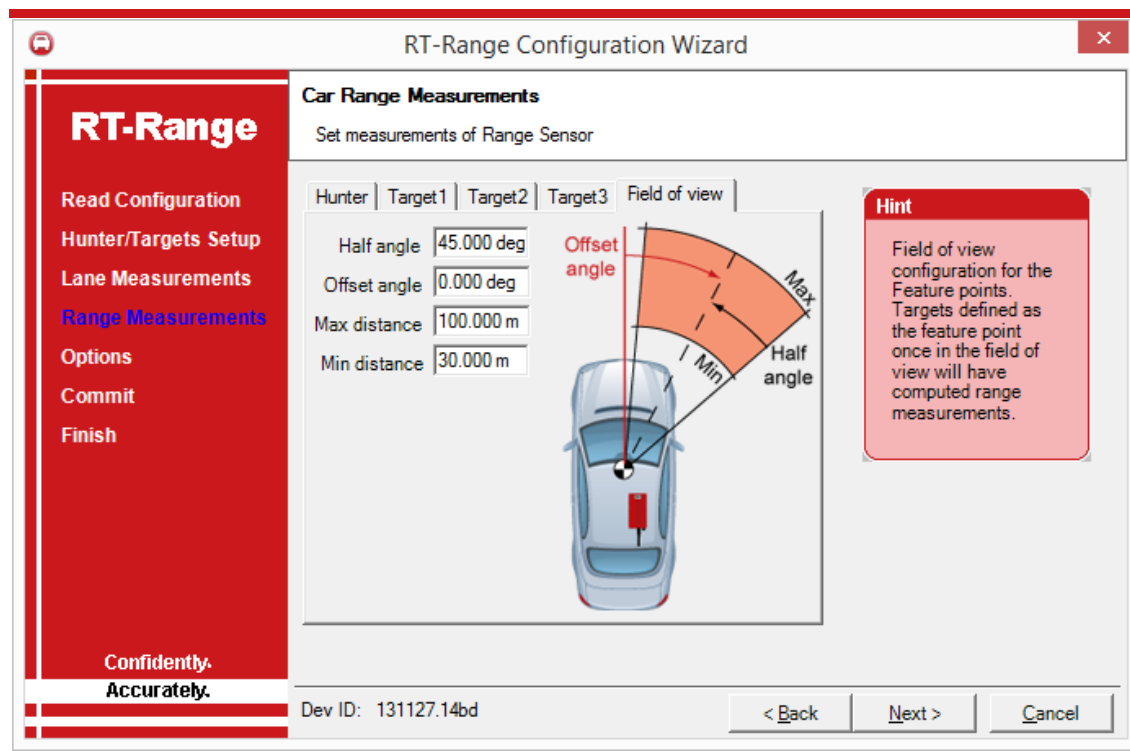 RT-Range Configuration Wizard
RT-Range
Read Configuration
Hunter/Targets Setup
Lane Measurements
Range Measurements
Options
Commit
Finish
Confidently.
Accurately.
Car Range Measurements
Set measurements of Range Sensor
Hunter Target1 Target2 Target3 Field of view
Half angle 45.000 deg
Offset angle 0.000 deg
Max distance 100.000 m
Min distance 30.000 m
Offset
angle
Max
Min
Half
angle
Hint
Field of view
configuration for the
Feature points.
Targets defined as
the feature point
once in the field of
view will have
computed range
measurements.
Dev ID: 131127.14bd
< Back Next > Cancel